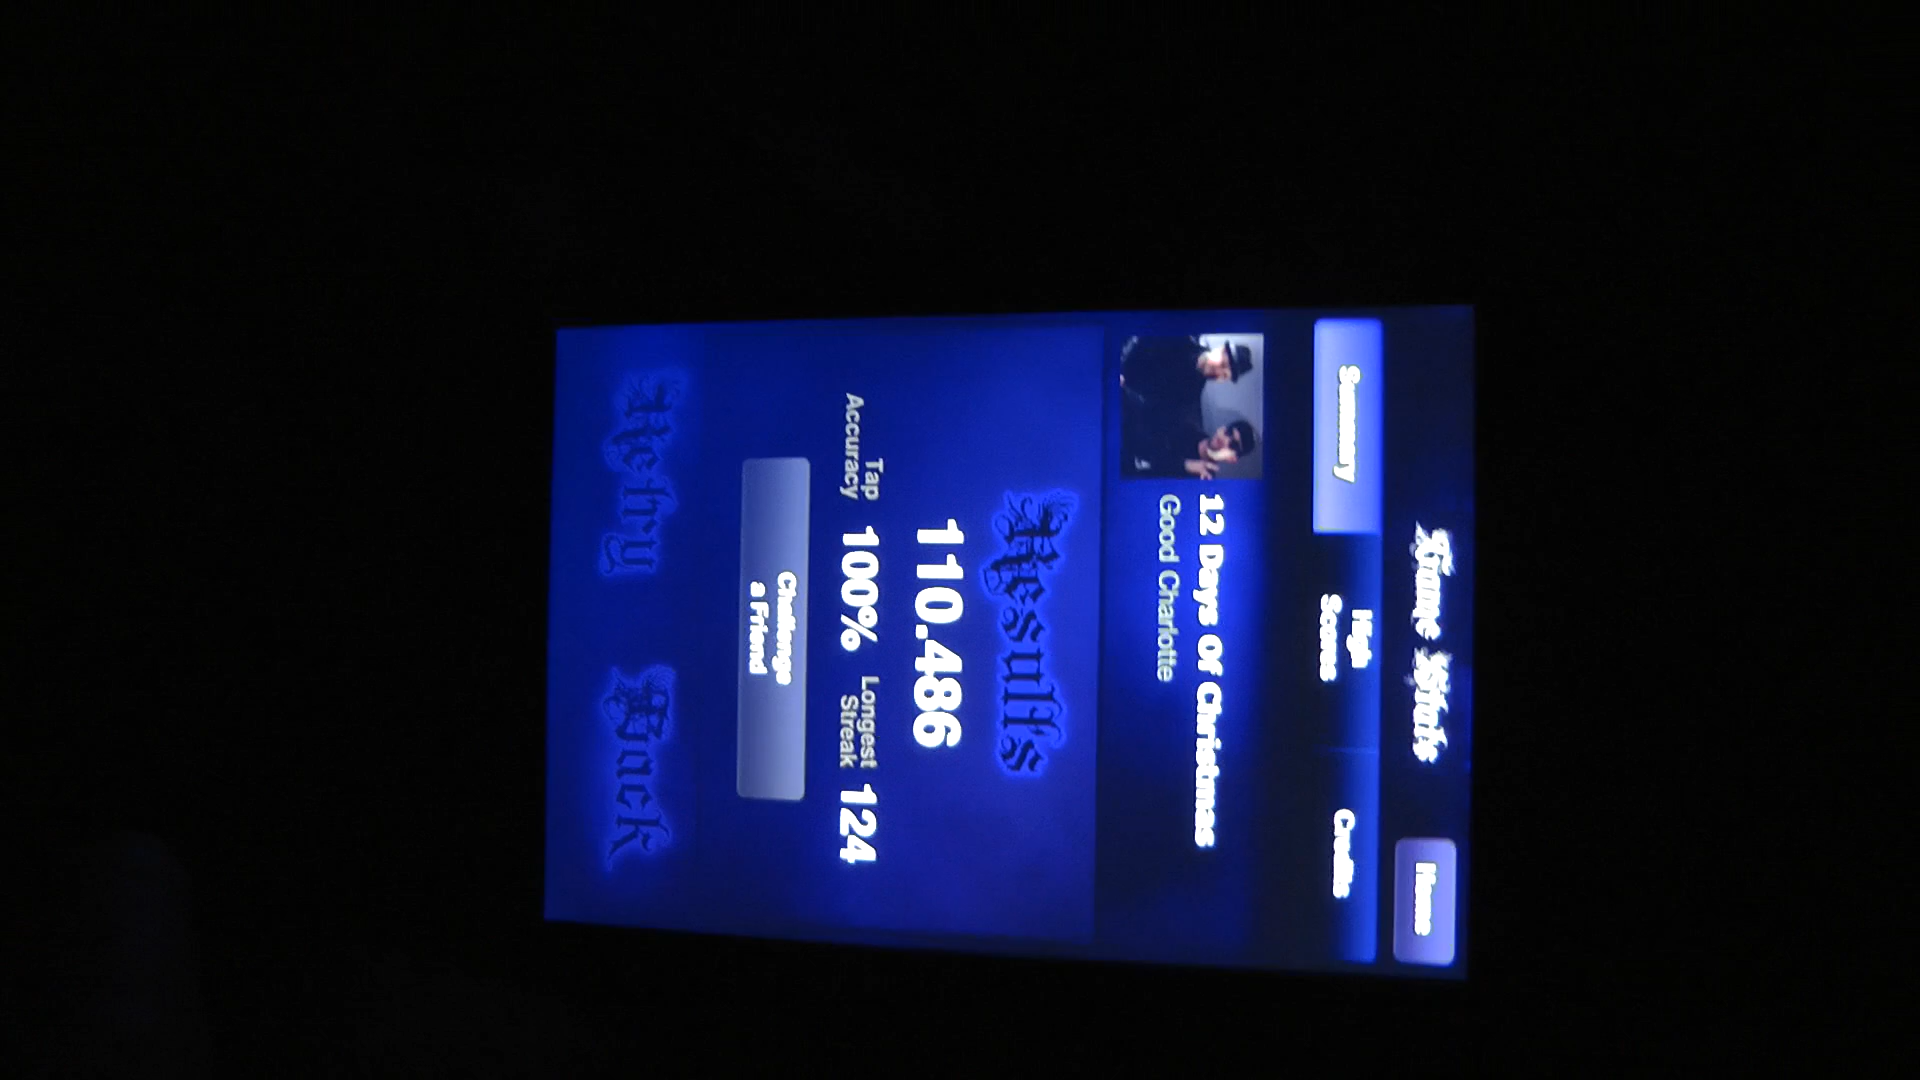 Game Stats
Home
Summary
High
Scores
Credits
12 Days Of Christmas
Good Charlotte
Results
110.486
Tap
Accuracy
100%
Longest
Streak
124
Challenge
a Friend
Retry
Back